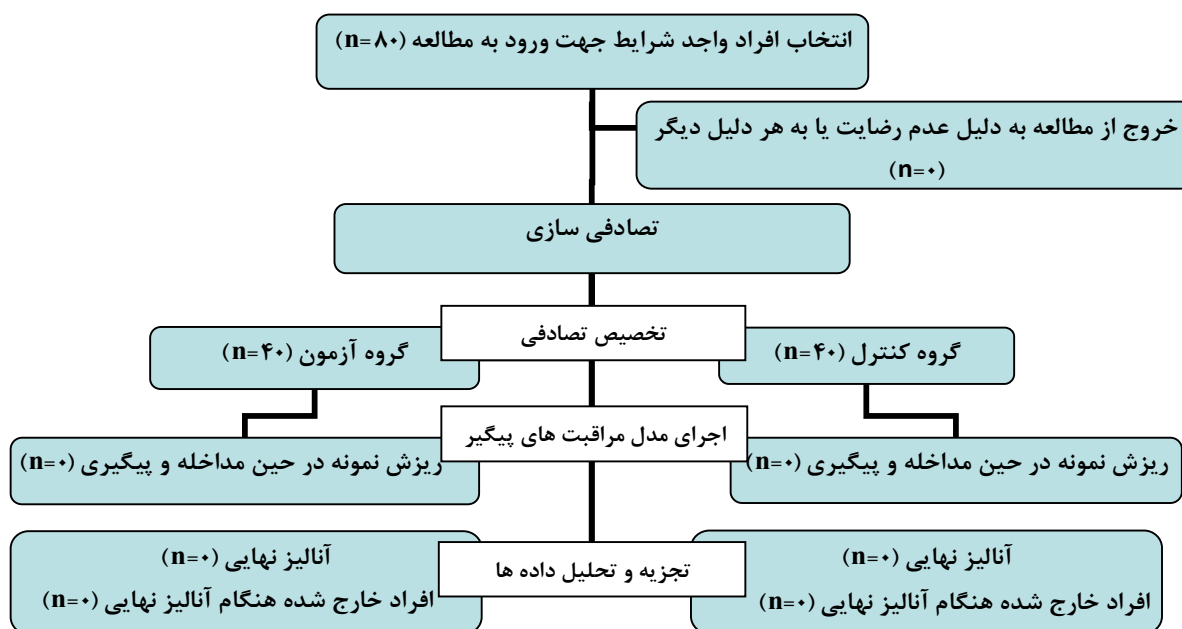 انتخاب افراد واجد شرایط جهت ورود به مطالعه (n=۸۰)
خروج از مطالعه به دلیل عدم رضایت یا به هر دلیل دیگر
(n=۰)
تصادفی سازی
تخصیص تصادفی
گروه کنترل (n=۴۰)
گروه آزمون (n=۴۰)
اجرای مدل مراقبت های پیگیر
ریزش نمونه در حین مداخله و پیگیری (n=۰)
ریزش نمونه در حین مداخله و پیگیری (n=۰)
تجزیه و تحلیل داده ها
آنالیز نهایی (n=۰)
افراد خارج شده هنگام آنالیز نهایی (n=۰)
آنالیز نهایی (n=۰)
افراد خارج شده هنگام آنالیز نهایی (n=۰)